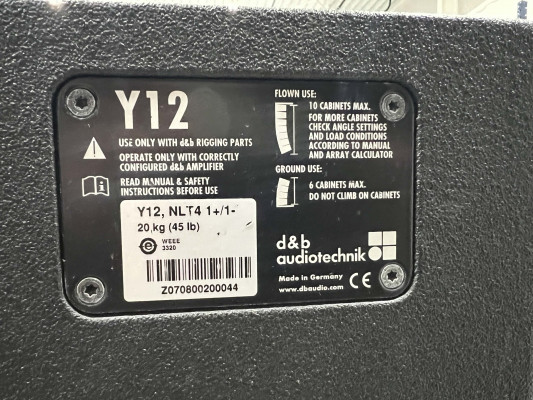 Y12
USE ONLY WITH d&b RIGGING PARTS
OPERATE ONLY WITH CORRECTLY
CONFIGURED d&b AMPLIFIER
READ MANUAL & SAFETY
INSTRUCTIONS BEFORE USE
Y12, NLT4 1+/1-
20,kg (45 lb)
WEEE
3320
Z070800200044
FLOWN USE:
10 CABINETS MAX.
FOR MORE CABINETS
CHECK ANGLE SETTINGS
AND LOAD CONDITIONS
ACCORDING TO MANUAL
AND ARRAY CALCULATOR
GROUND USE:
6 CABINETS MAX.
DO NOT CLIMB ON CABINETS
d&b
audiotechnik
Made in Germany
www.dbaudio.com
CE